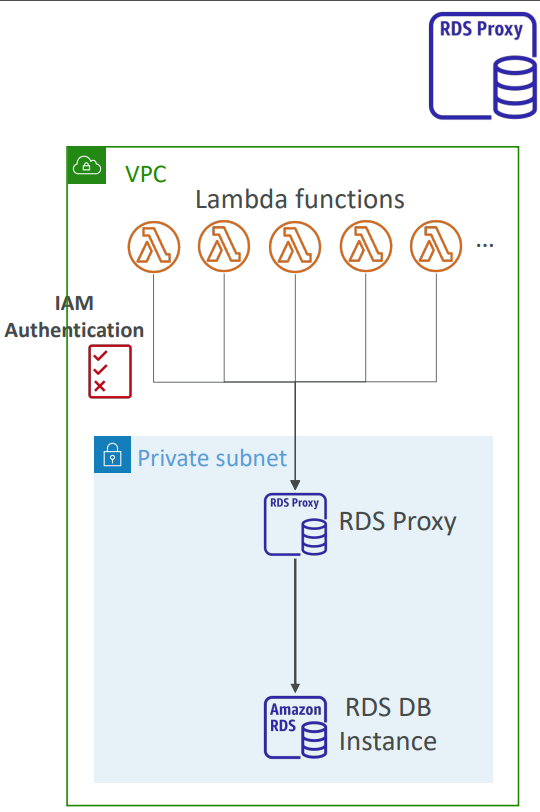 RDS Proxy
VPC
Lambda functions
...
IAM
Authentication
Private subnet
RDS Proxy
RDS Proxy
Amazon
RDS
RDS DB
Instance